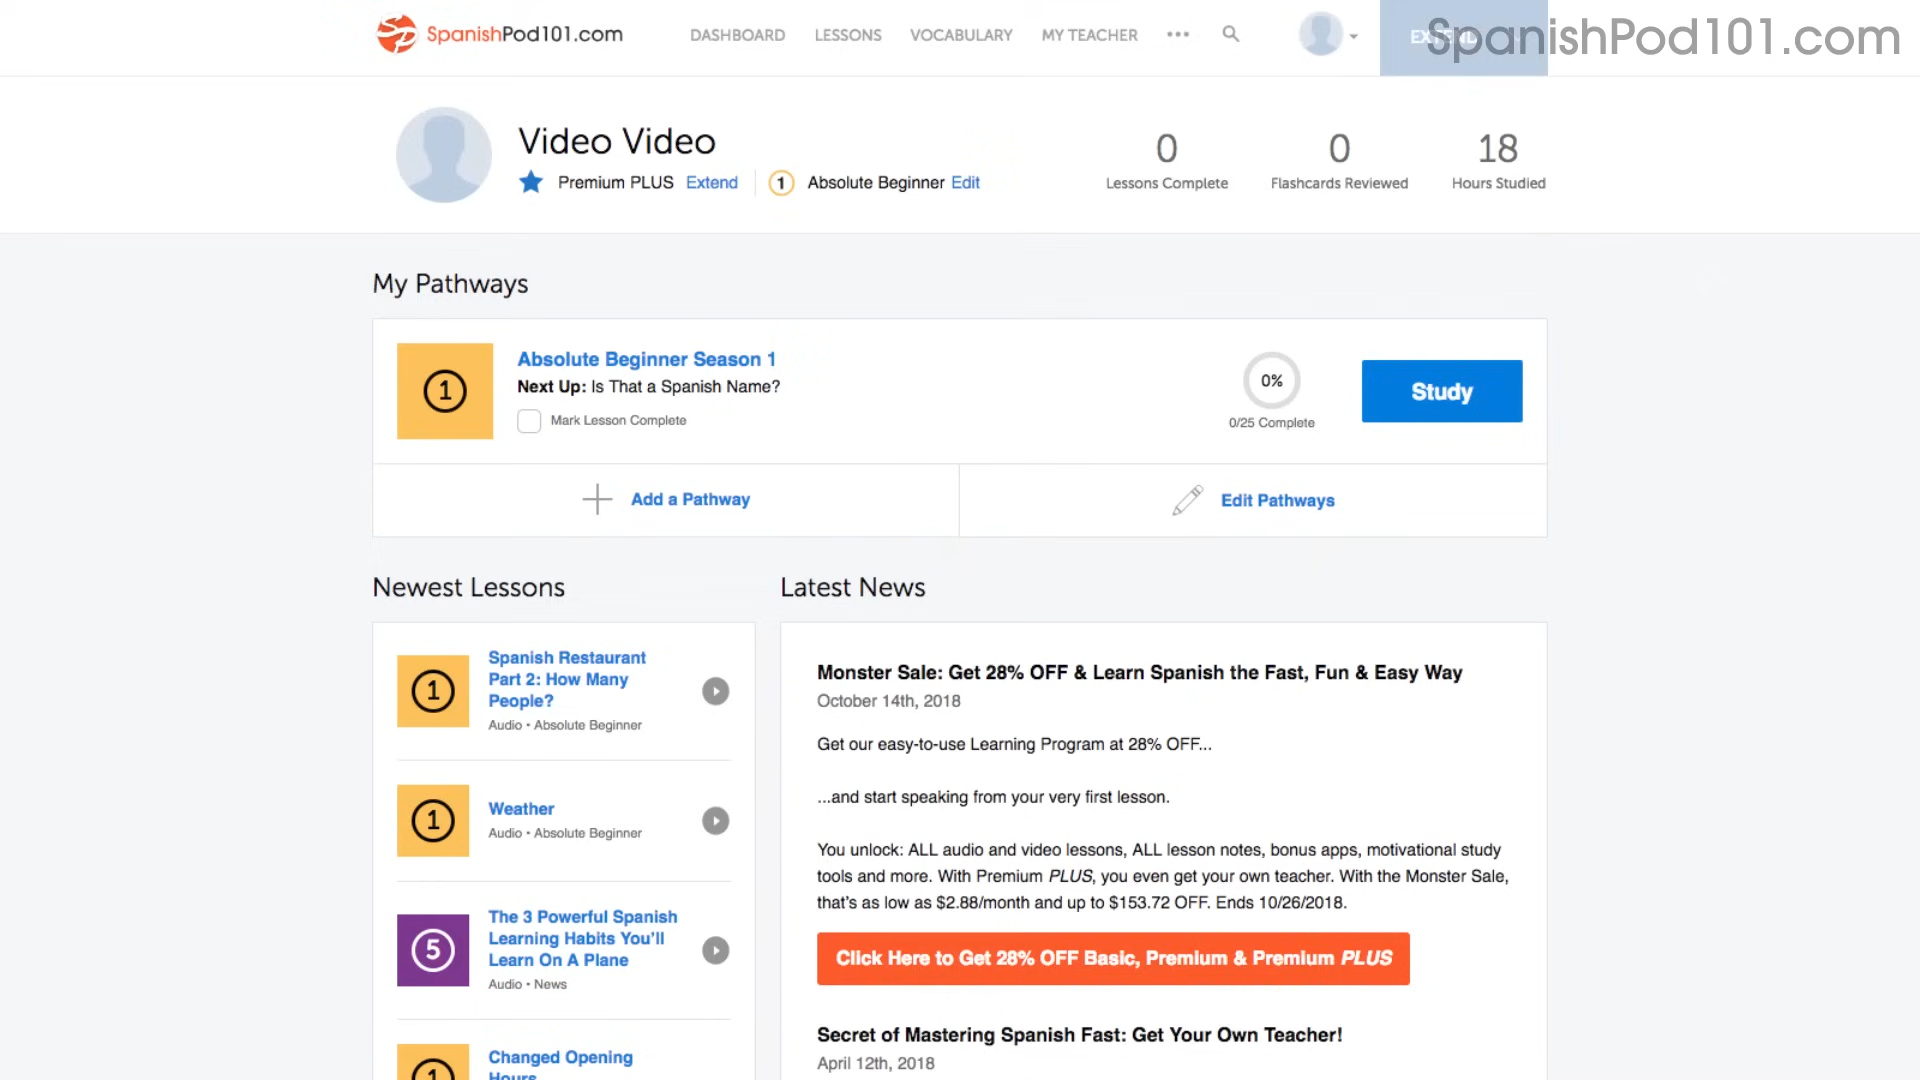 SpanishPod101.com
DASHBOARD
LESSONS
VOCABULARY
MY TEACHER
EXTEND
SpanishPod101.com
Video Video
Premium PLUS Extend
1 Absolute Beginner Edit
0
Lessons Complete
0
Flashcards Reviewed
18
Hours Studied
My Pathways
1
Absolute Beginner Season 1
Next Up: Is That a Spanish Name?
Mark Lesson Complete
0%
0/25 Complete
Study
Add a Pathway
Edit Pathways
Newest Lessons
1
Spanish Restaurant
Part 2: How Many
People?
Audio • Absolute Beginner
1
Weather
Audio • Absolute Beginner
5
The 3 Powerful Spanish
Learning Habits You'll
Learn On A Plane
Audio • News
1
Changed Opening
Hours
Latest News
Monster Sale: Get 28% OFF & Learn Spanish the Fast, Fun & Easy Way
October 14th, 2018
Get our easy-to-use Learning Program at 28% OFF...
...and start speaking from your very first lesson.
You unlock: ALL audio and video lessons, ALL lesson notes, bonus apps, motivational study
tools and more. With Premium PLUS, you even get your own teacher. With the Monster Sale,
that's as low as $2.88/month and up to $153.72 OFF. Ends 10/26/2018.
Click Here to Get 28% OFF Basic, Premium & Premium PLUS
Secret of Mastering Spanish Fast: Get Your Own Teacher!
April 12th, 2018